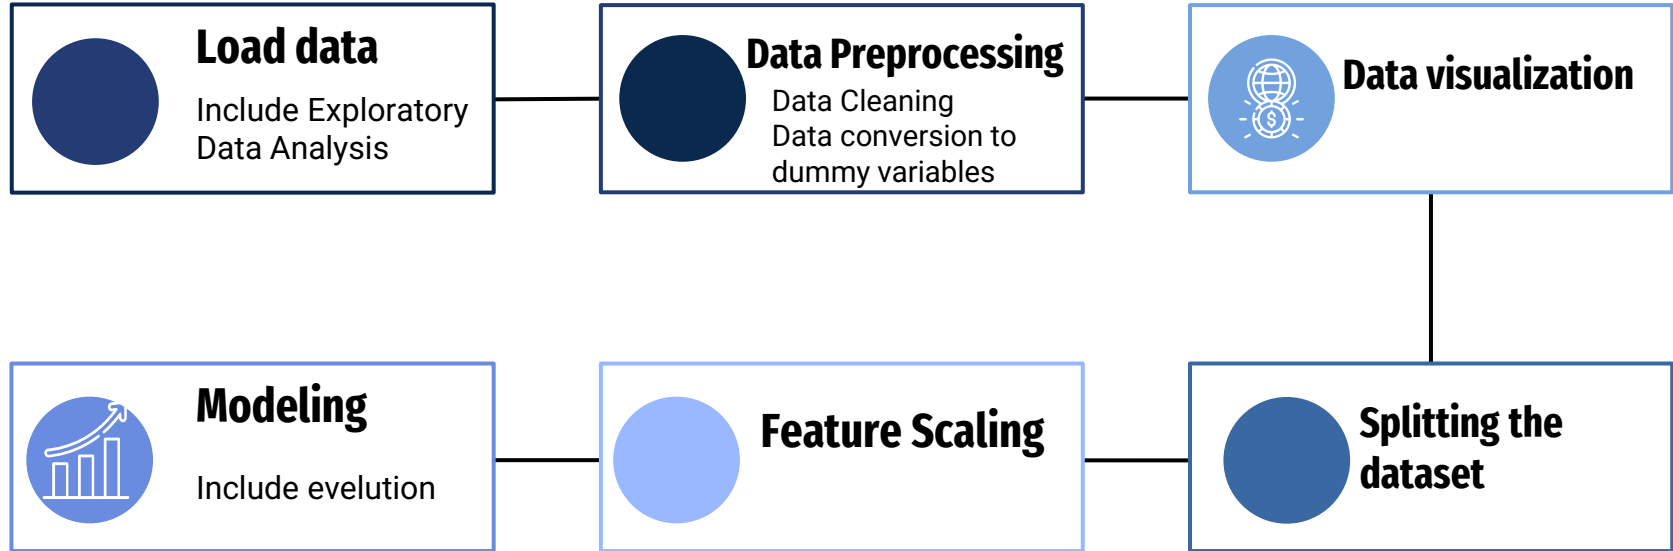 Load data
Include Exploratory
Data Analysis
Data Preprocessing
Data Cleaning
Data conversion to
dummy variables
Data visualization
$
Splitting the
dataset
Feature Scaling
Modeling
Include evelution